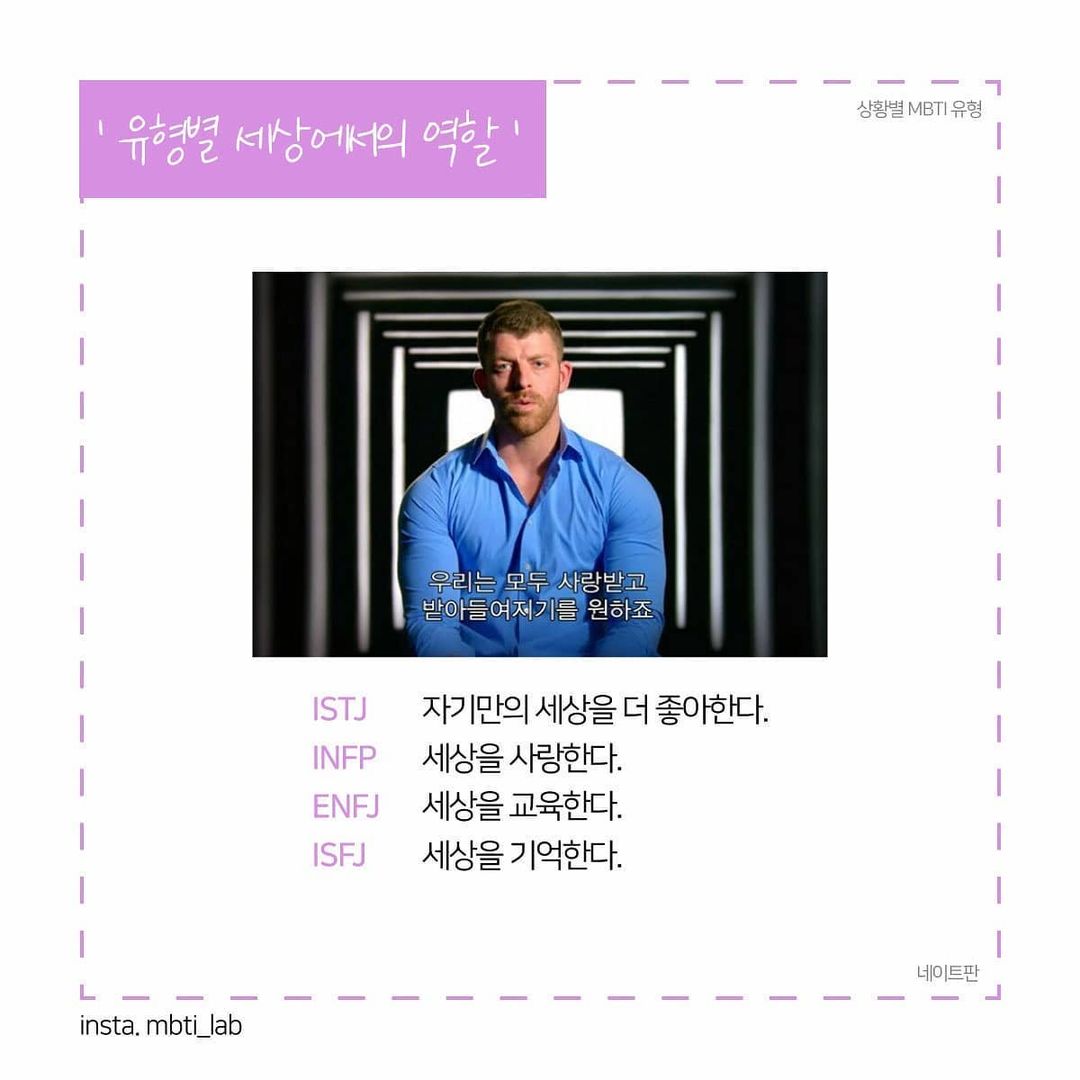 ' 유형별 세상에서의 역할 '
상황별 MBTI 유형
우리는 모두 사랑받고
받아들여지기를 원하죠
ISTJ 자기만의 세상을 더 좋아한다.
INFP 세상을 사랑한다.
ENFJ 세상을 교육한다.
ISFJ 세상을 기억한다.
네이트판
insta. mbti_lab